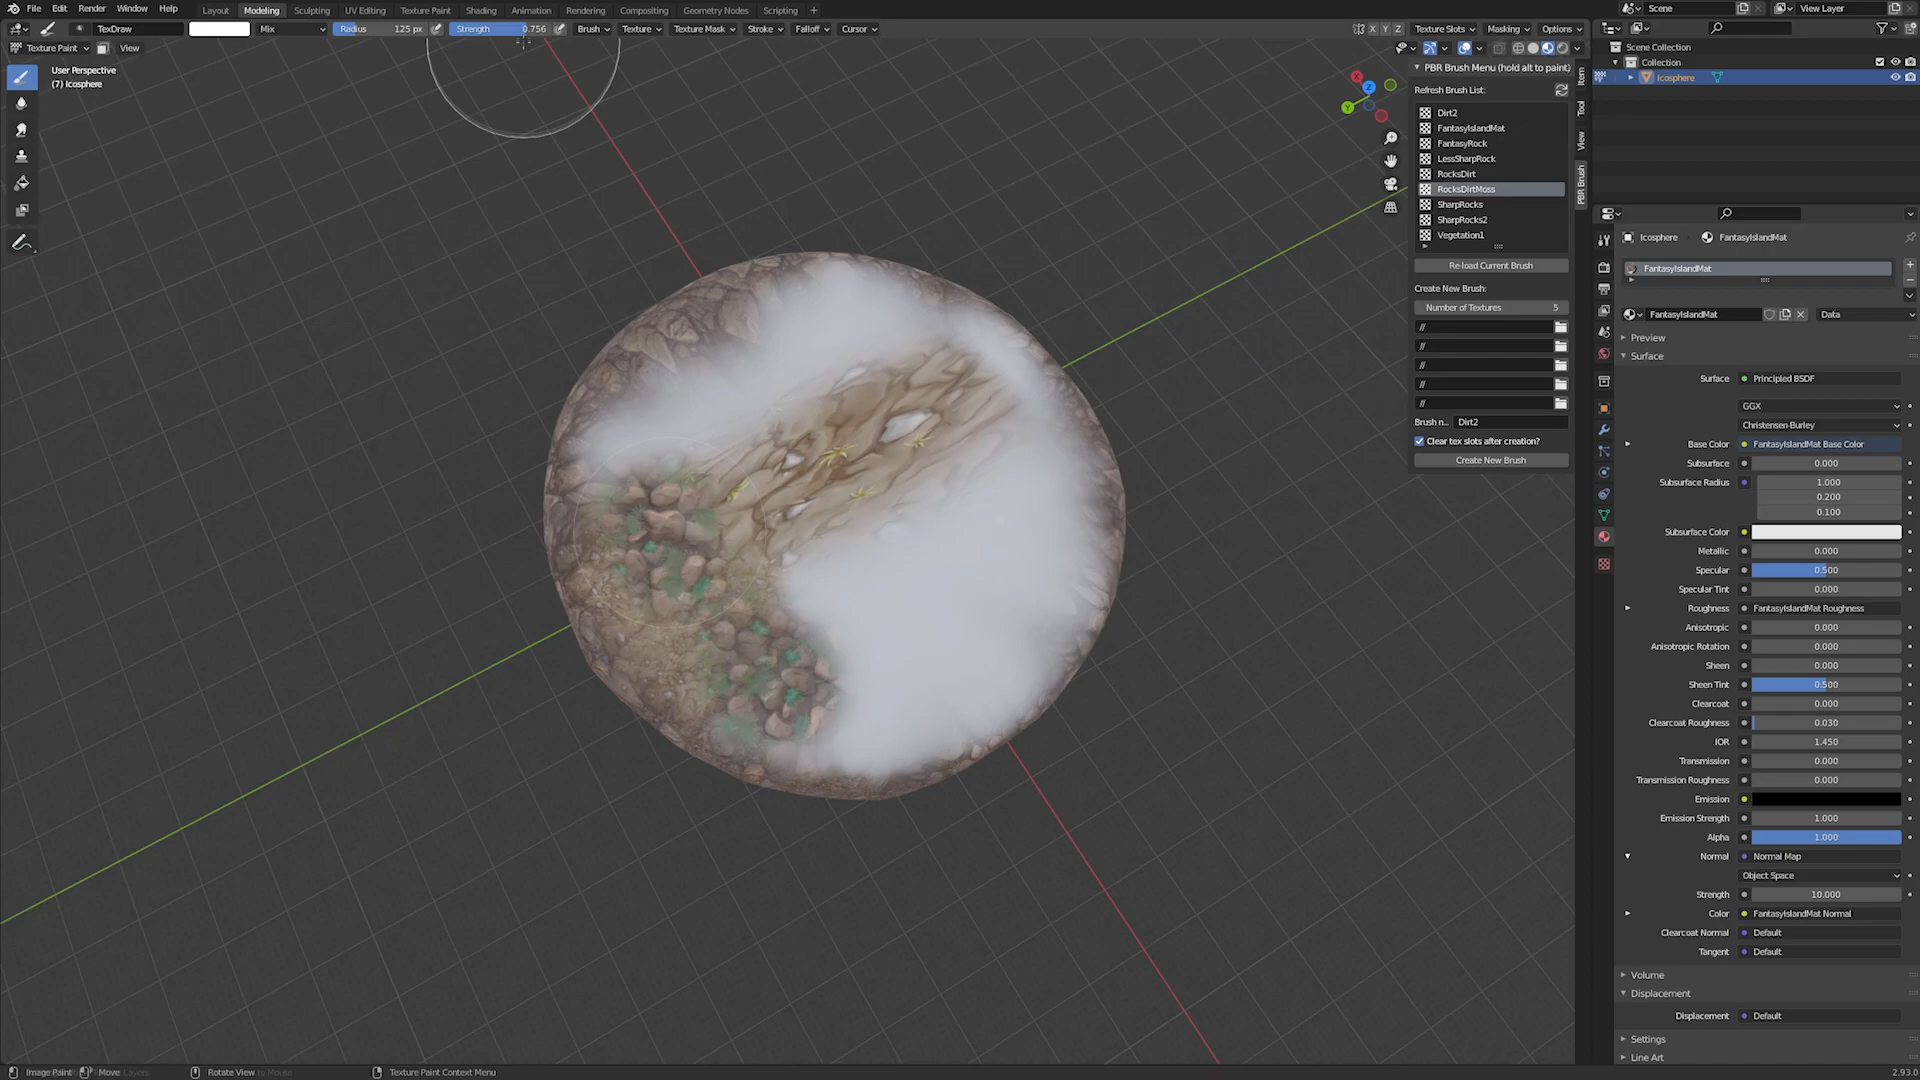 File Edit Render Window Help Layout Modeling Sculpting UV Editing Texture Paint Shading Animation Rendering Compositing Geometry Nodes Scripting + Scene View Layer
TexDraw Mix Radius 125 px Strength 0.756 Brush Texture Texture Mask Stroke Falloff Cursor X Y Z Texture Slots Masking Options
Texture Paint View
User Perspective
(7) Icosphere
Scene Collection
Collection
Icosphere
Z
Y
PBR Brush Menu (hold alt to paint)
Refresh Brush List:
Dirt2
FantasyIslandMat
FantasyRock
LessSharpRock
RocksDirt
RocksDirtMoss
SharpRocks
SharpRocks2
Vegetation1
Re-load Current Brush
Create New Brush:
Number of Textures 5
//
//
//
//
//
Brush n... Dirt2
Clear tex slots after creation?
Create New Brush
Item
Tool
View
PBR Brush
Icosphere FantasyIslandMat
FantasyIslandMat
FantasyIslandMat Data
Preview
Surface
Surface Principled BSDF
GGX
Christensen-Burley
Base Color FantasyIslandMat Base Color
Subsurface 0.000
Subsurface Radius 1.000
0.200
0.100
Subsurface Color
Metallic 0.000
Specular 0.500
Specular Tint 0.000
Roughness FantasyIslandMat Roughness
Anisotropic 0.000
Anisotropic Rotation 0.000
Sheen 0.000
Sheen Tint 0.500
Clearcoat 0.000
Clearcoat Roughness 0.030
IOR 1.450
Transmission 0.000
Transmission Roughness 0.000
Emission
Emission Strength 1.000
Alpha 1.000
Normal Normal Map
Object Space
Strength 10.000
Color FantasyIslandMat Normal
Clearcoat Normal Default
Tangent Default
Volume
Displacement
Displacement Default
Settings
Line Art
Image Paint Move Layers Rotate View to Mouse Texture Paint Context Menu 2.93.0